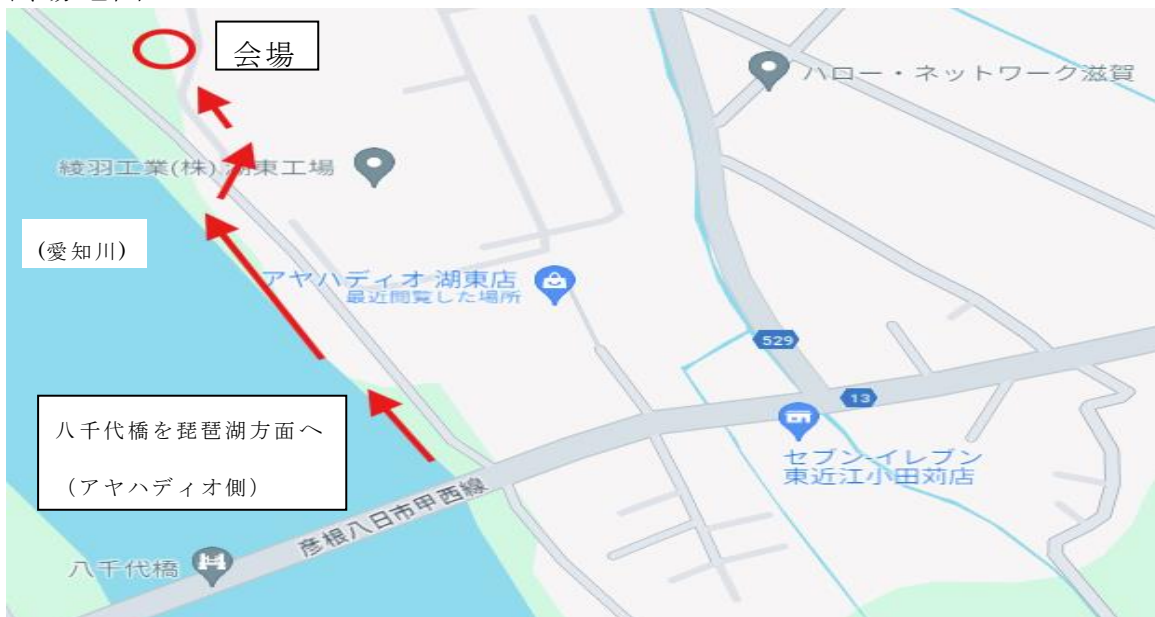 会場
ハロー・ネットワーク滋賀
綾羽工業(株) 湖東工場
(愛知川)
アヤハディオ 湖東店
最近閲覧した場所
529
13
八千代橋を琵琶湖方面へ
(アヤハディオ側)
セブン-イレブン
東近江小田苅店
彦根八日市甲西線
八千代橋